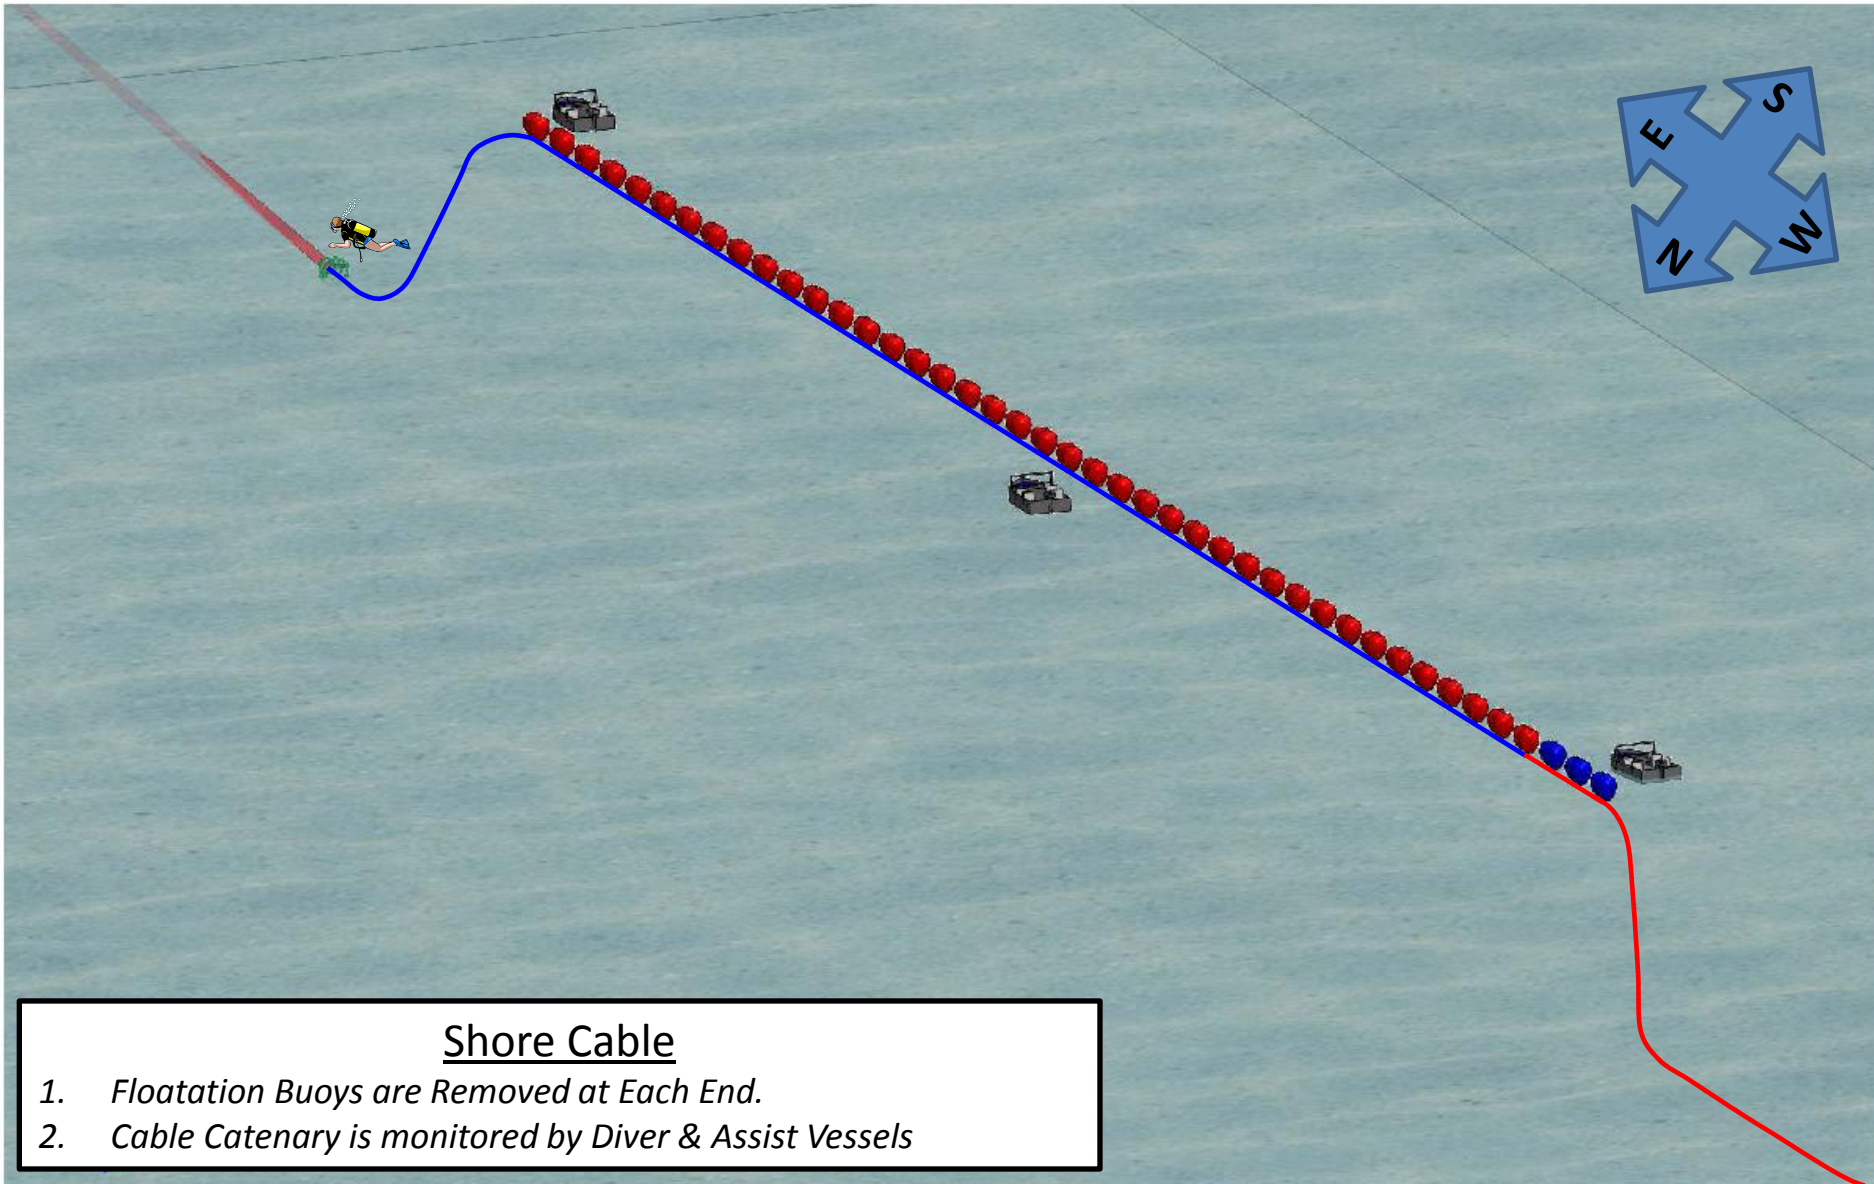 S
E
W
N
Shore Cable
1. Floatation Buoys are Removed at Each End.
2. Cable Catenary is monitored by Diver & Assist Vessels